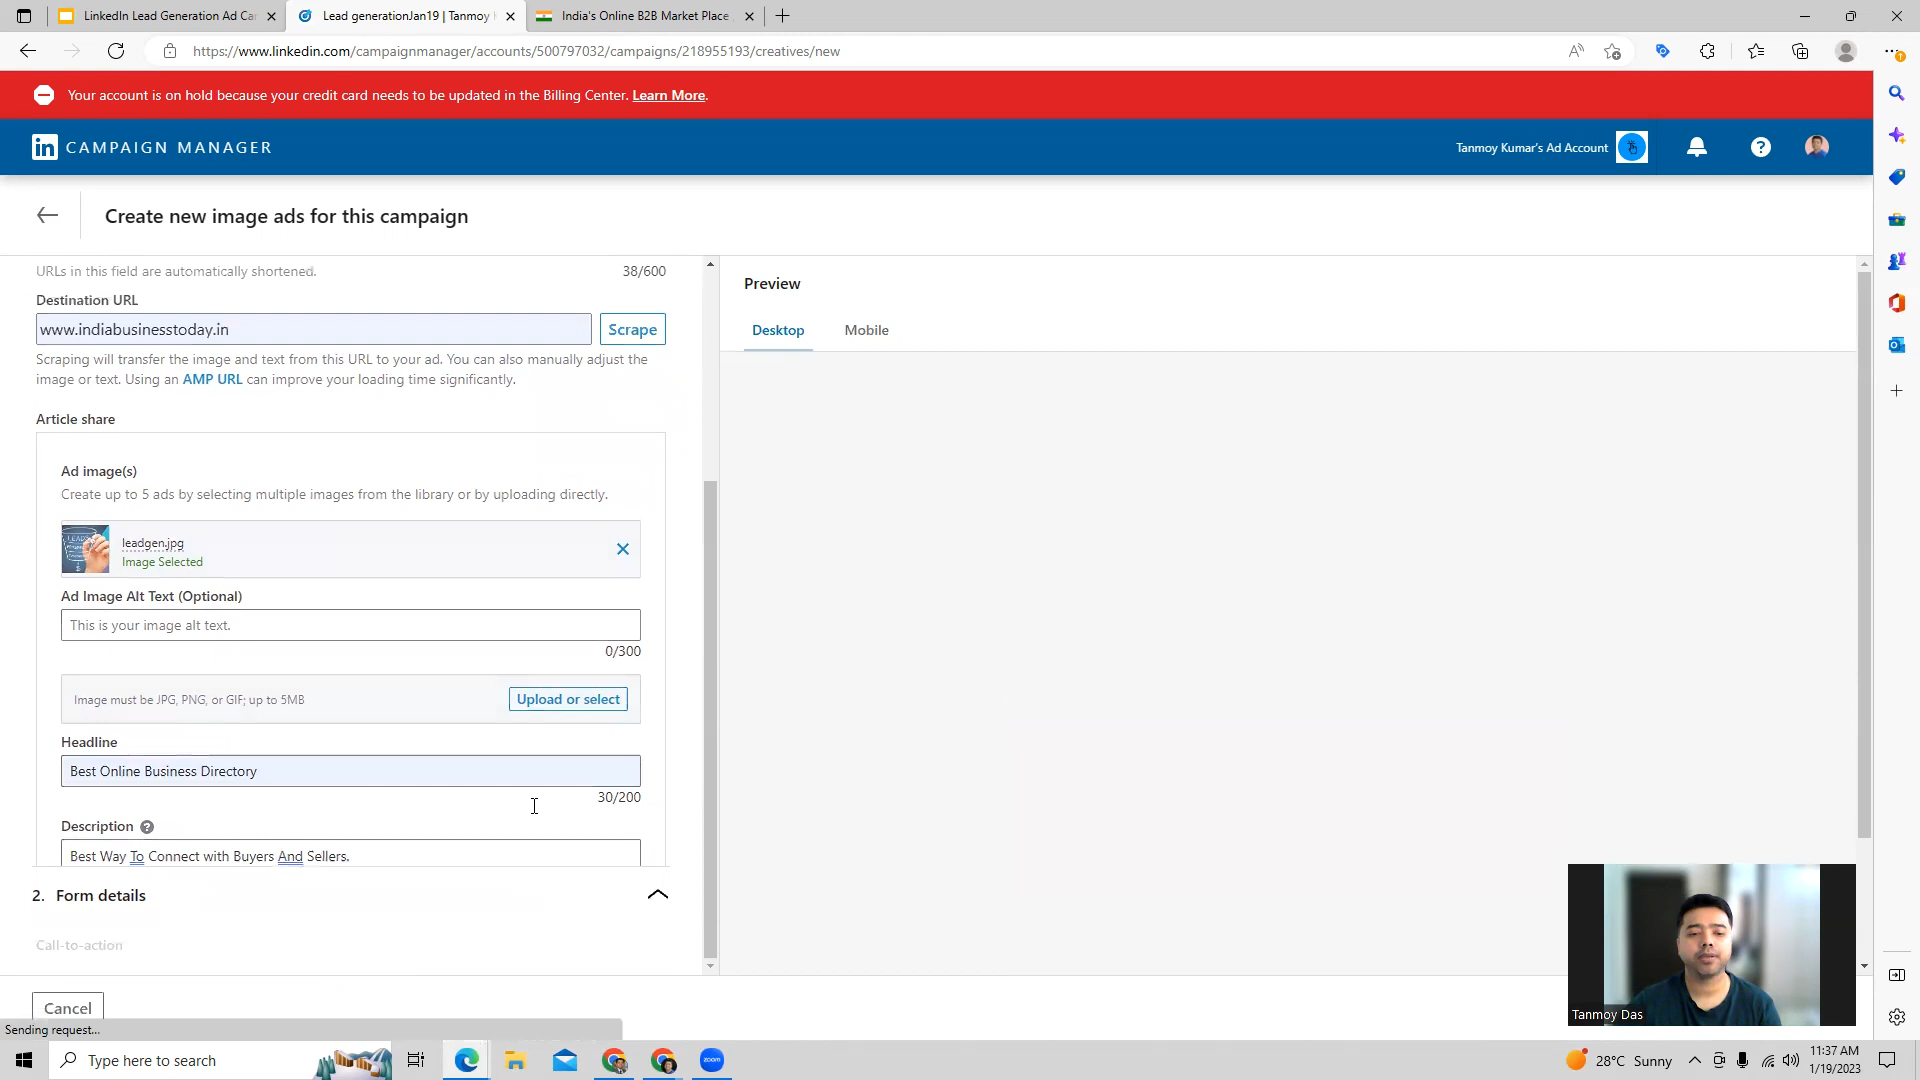 LinkedIn Lead Generation Ad Car
Lead generationJan19 | Tanmoy K
India's Online B2B Market Place
https://www.linkedin.com/campaignmanager/accounts/500797032/campaigns/218955193/creatives/new
Your account is on hold because your credit card needs to be updated in the Billing Center. Learn More.
in CAMPAIGN MANAGER
Tanmoy Kumar's Ad Account
Create new image ads for this campaign
URLs in this field are automatically shortened.
38/600
Destination URL
www.indiabusinesstoday.in
Scrape
Scraping will transfer the image and text from this URL to your ad. You can also manually adjust the
image or text. Using an AMP URL can improve your loading time significantly.
Article share
Ad image(s)
Create up to 5 ads by selecting multiple images from the library or by uploading directly.
leadgen.jpg
Image Selected
Ad Image Alt Text (Optional)
This is your image alt text.
0/300
Image must be JPG, PNG, or GIF; up to 5MB
Upload or select
Headline
Best Online Business Directory
30/200
Description
Best Way To Connect with Buyers And Sellers.
2. Form details
Call-to-action
Cancel
Sending request...
Preview
Desktop
Mobile
Tanmoy Das
Type here to search
zoom
28°C Sunny
11:37 AM
1/19/2023